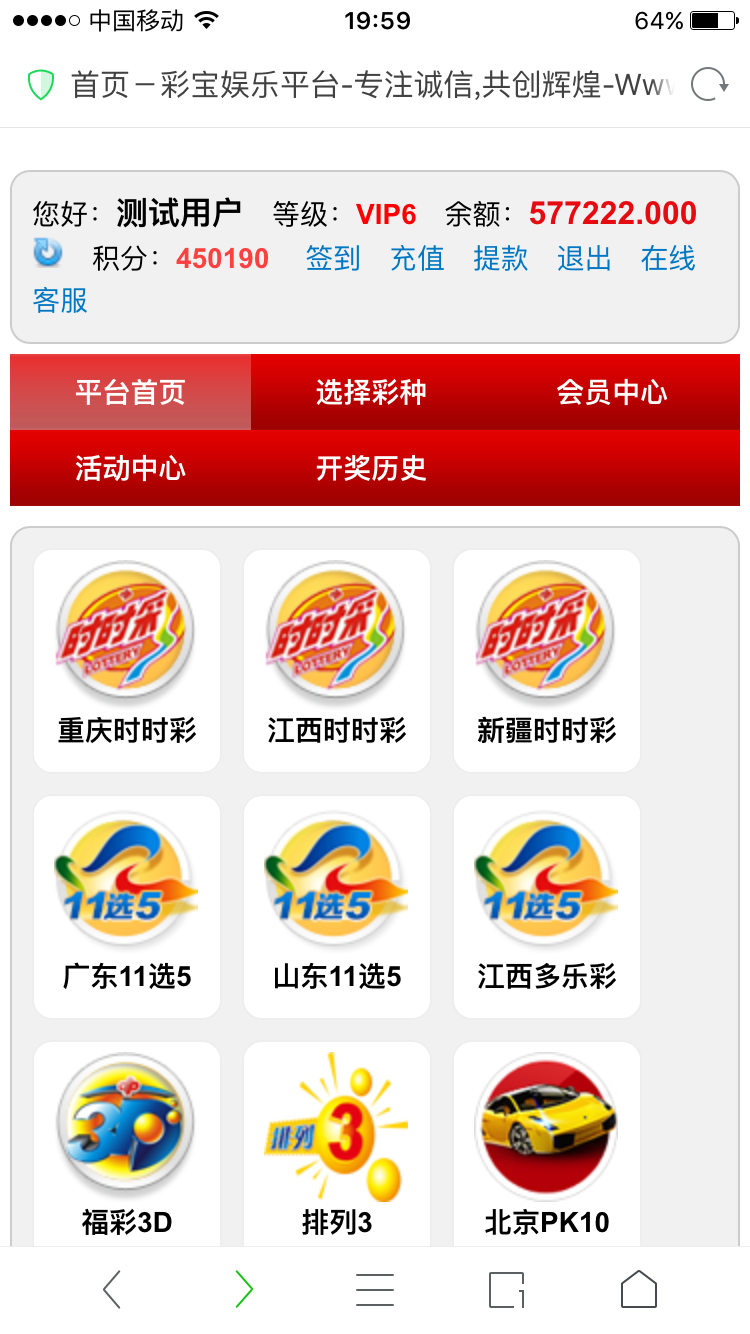 中国移动 19:59 64%
首页－彩宝娱乐平台-专注诚信,共创辉煌-Www
您好：测试用户 等级：VIP6 余额：577222.000
积分：450190 签到 充值 提款 退出 在线
客服
平台首页 选择彩种 会员中心
活动中心 开奖历史
时时彩 LOTTERY 时时彩 LOTTERY 时时彩 LOTTERY
重庆时时彩 江西时时彩 新疆时时彩
11选5 11选5 11选5
广东11选5 山东11选5 江西多乐彩
3D 排列3
福彩3D 排列3 北京PK10
1